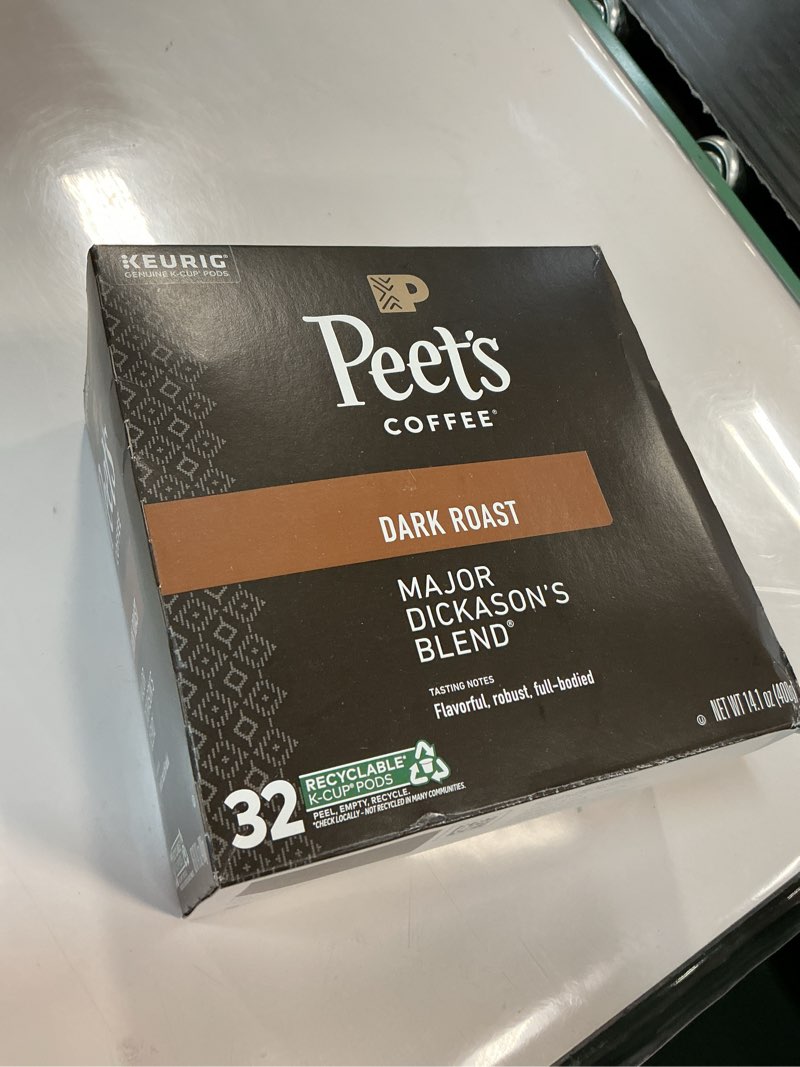 KEURIG®
GENUINE K-CUP® PODS
P
Peet's
COFFEE®
DARK ROAST
MAJOR
DICKASON'S
BLEND®
TASTING NOTES
Flavorful, robust, full-bodied
NET WT 14.1 oz (400g)
32
RECYCLABLE*
K-CUP® PODS
PEEL, EMPTY, RECYCLE.
*CHECK LOCALLY - NOT RECYCLED IN MANY COMMUNITIES.